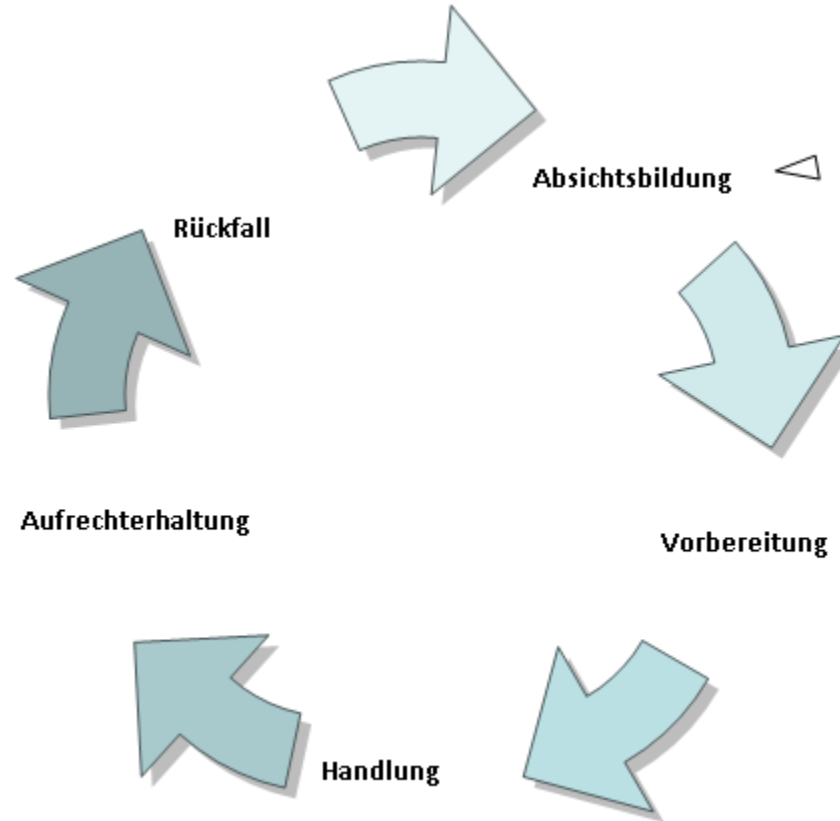 Absichtsbildung
Rückfall
Aufrechterhaltung
Vorbereitung
Handlung